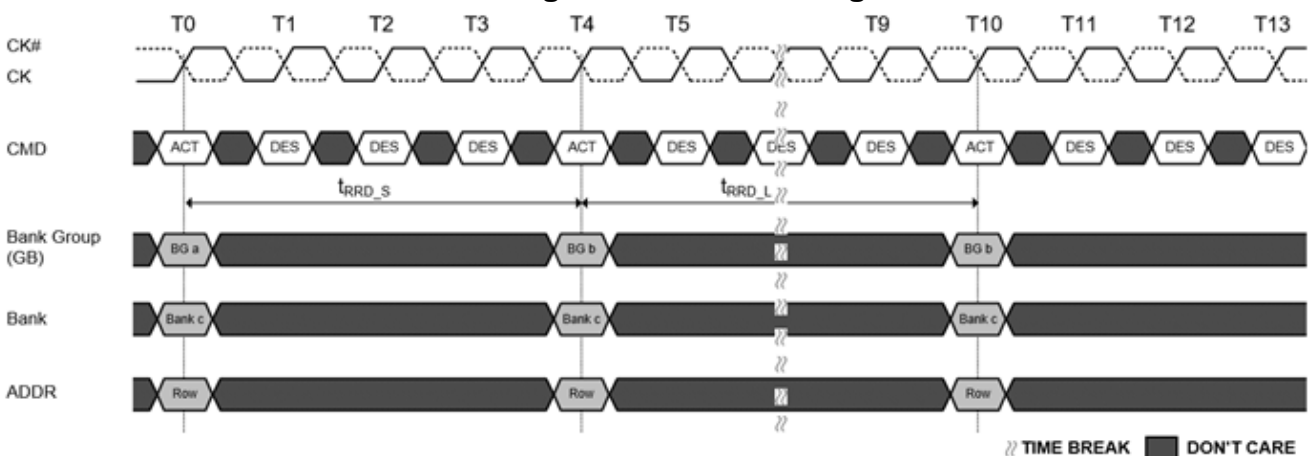 T0 T1 T2 T3 T4 T5 T9 T10 T11 T12 T13
CK#
CK
CMD ACT DES DES DES ACT DES DES DES ACT DES DES DES
tRRD_S tRRD_L
Bank Group
(GB)
BG a BG b BG b
Bank Bank c Bank c Bank c
ADDR Row Row Row
TIME BREAK DON'T CARE